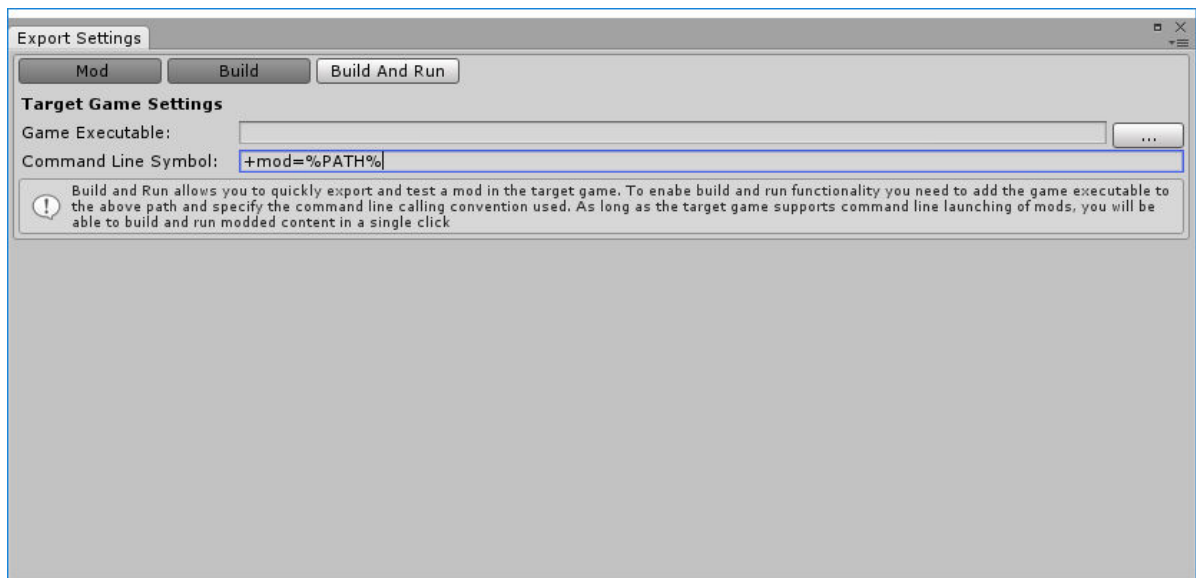 Export Settings
Mod Build Build And Run
Target Game Settings
Game Executable: ...
Command Line Symbol: +mod=%PATH%
Build and Run allows you to quickly export and test a mod in the target game. To enabe build and run functionality you need to add the game executable to
the above path and specify the command line calling convention used. As long as the target game supports command line launching of mods, you will be
able to build and run modded content in a single click